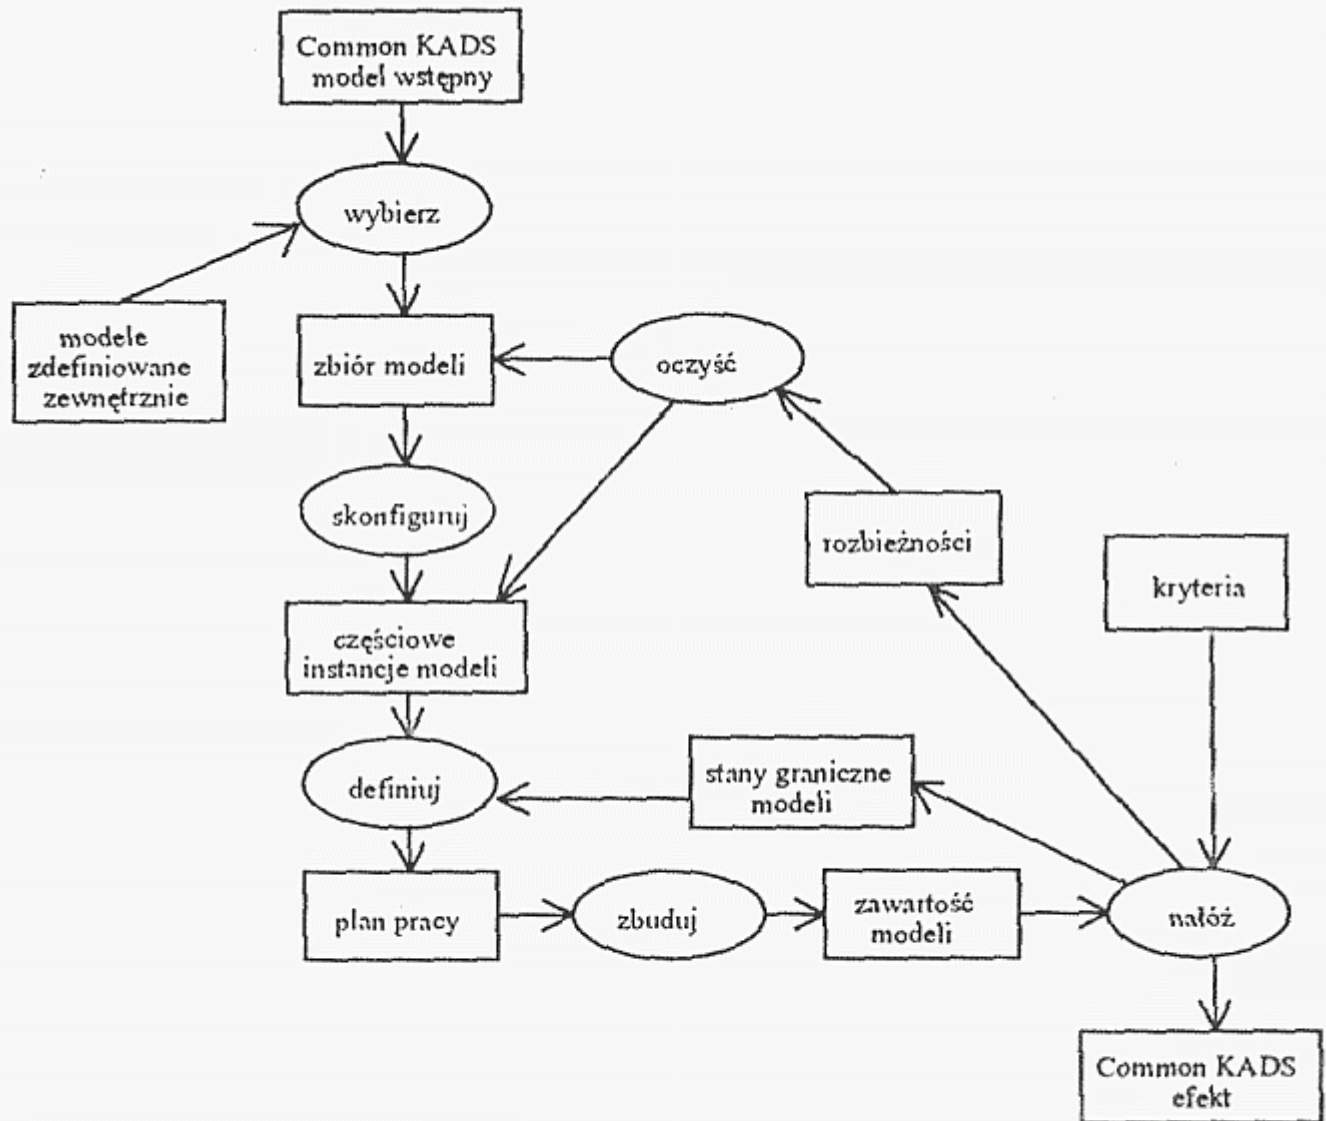 Common KADS
model wstępny
wybierz
modele
zdefiniowane
zewnętrznie
zbiór modeli
oczyść
skonfiguruj
rozbieżności
kryteria
częściowe
instancje modeli
definiuj
stany graniczne
modeli
plan pracy
zbuduj
zawartość
modeli
nałóż
Common KADS
efekt